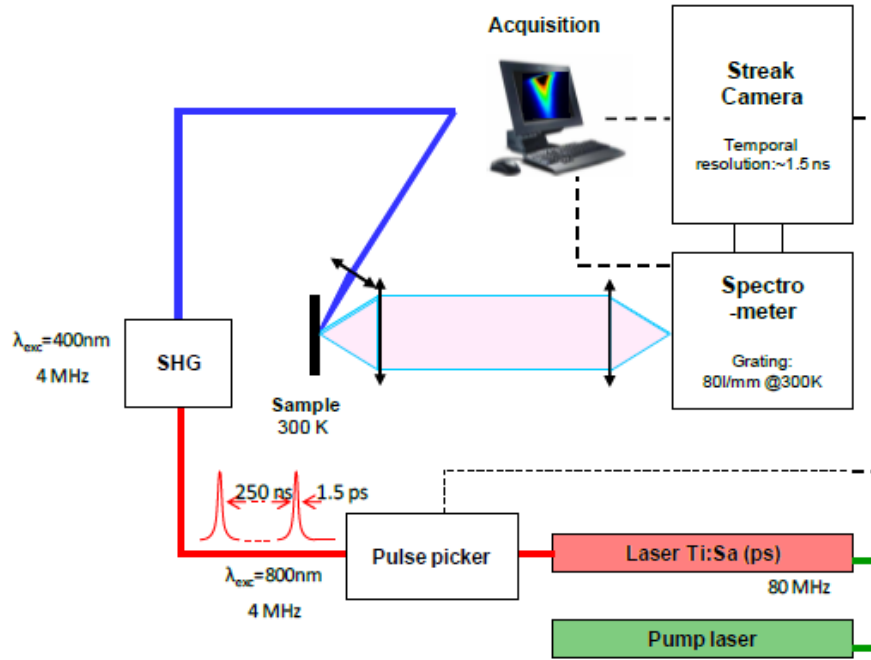 Acquisition
Streak
Camera
Temporal
resolution:~1.5 ns
Spectro
-meter
Grating:
80l/mm @300K
λexc=400nm
4 MHz
SHG
Sample
300 K
250 ns
1.5 ps
Pulse picker
Laser Ti:Sa (ps)
80 MHz
λexc=800nm
4 MHz
Pump laser